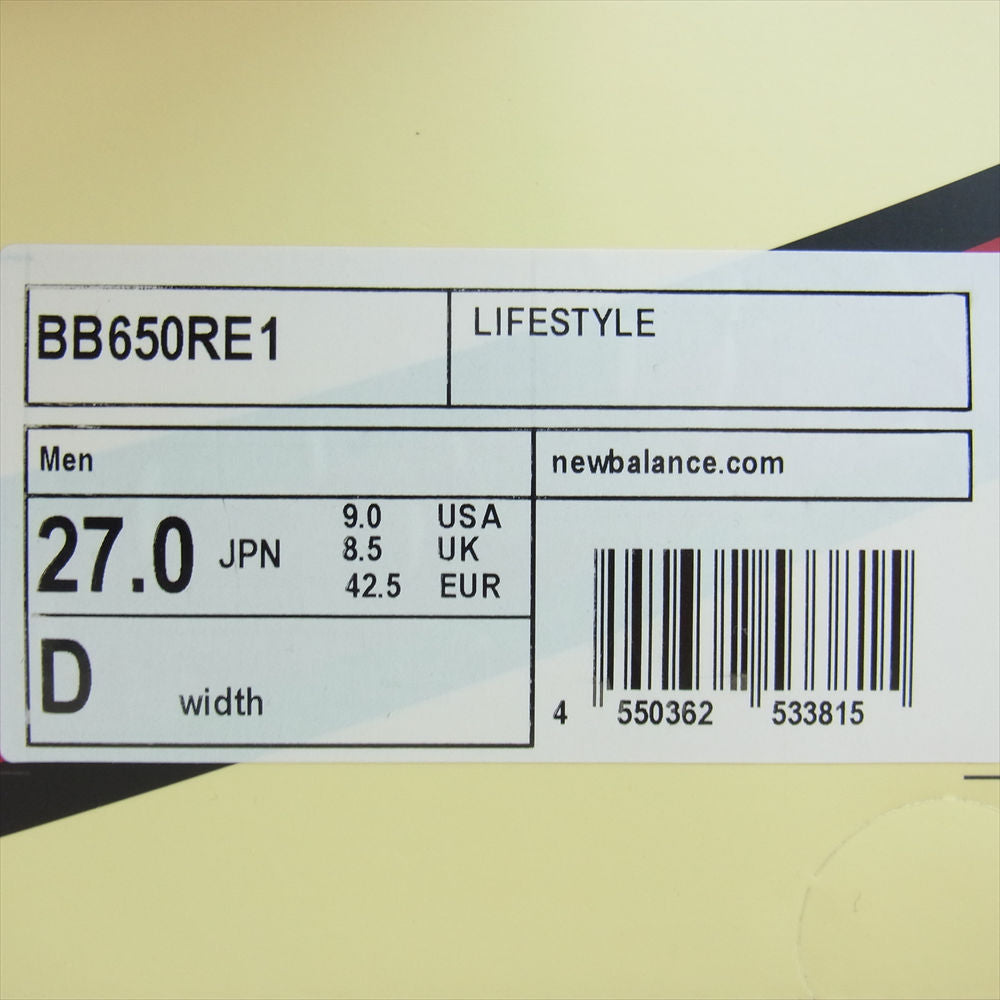 BB650RE1
LIFESTYLE
Men
newbalance.com
27.0 JPN
9.0 USA
8.5 UK
42.5 EUR
D width
4 550362 533815